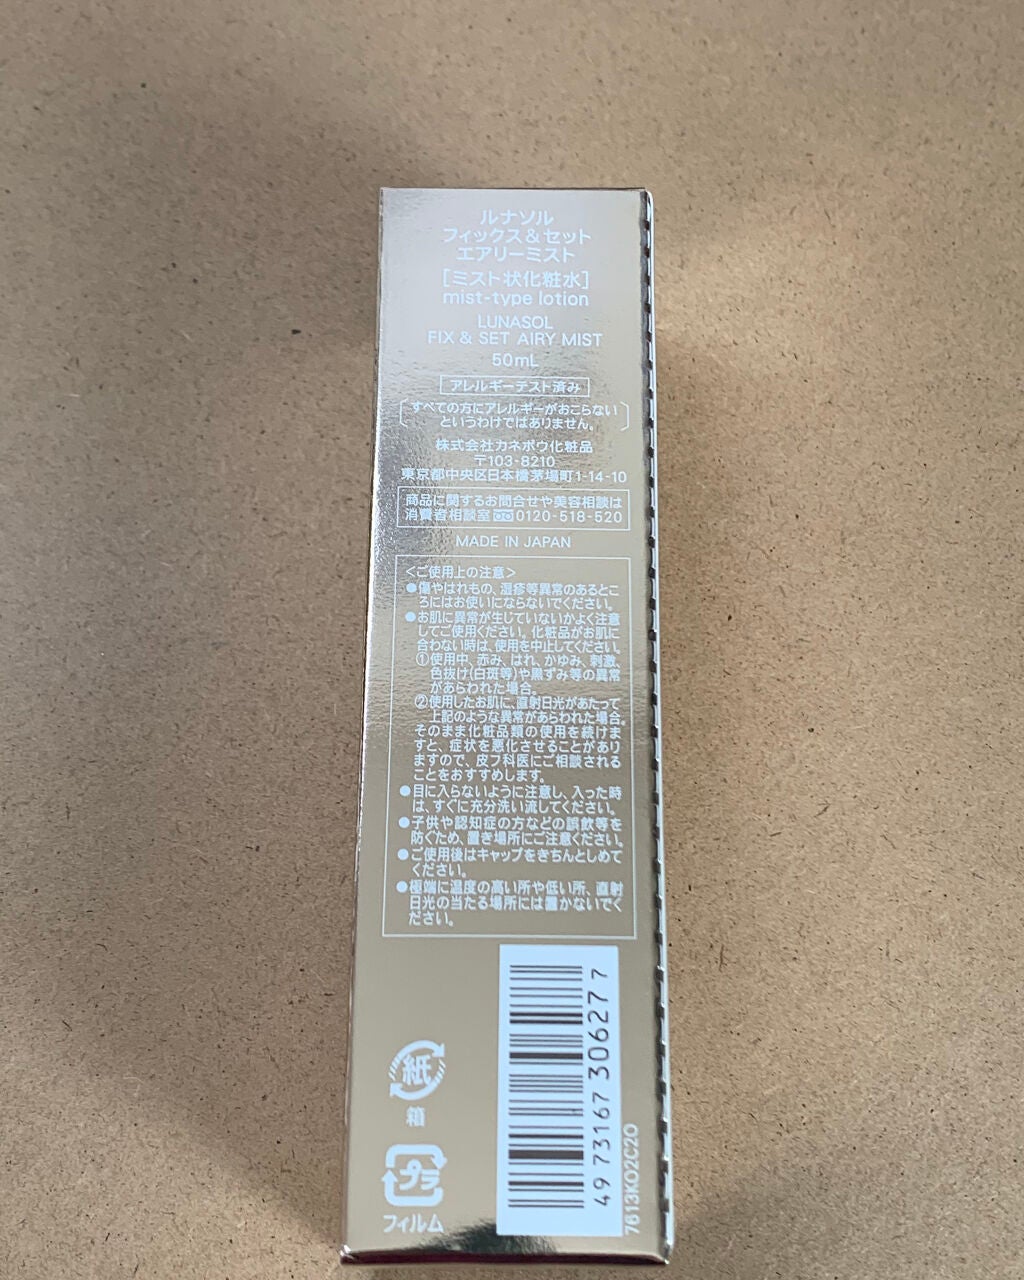 ルナソル
フィックス&セット
エアリーミスト
[ミスト状化粧水]
mist-type lotion
LUNASOL
FIX & SET AIRY MIST
50mL
アレルギーテスト済み
すべての方にアレルギーがおこらない
というわけではありません。
株式会社カネボウ化粧品
〒103-8210
東京都中央区日本橋茅場町1-14-10
商品に関するお問合せや美容相談は
消費者相談室 0120-518-520
MADE IN JAPAN
<ご使用上の注意>
●傷やはれもの、湿疹等異常のあるとこ
ろにはお使いにならないでください。
●お肌に異常が生じていないかよく注意
してご使用ください。化粧品がお肌に
合わない時は、使用を中止してください。
①使用中、赤み、はれ、かゆみ、刺激、
色抜け(白斑等)や黒ずみ等の異常
があらわれた場合。
②使用したお肌に、直射日光があたって
上記のような異常があらわれた場合。
そのまま化粧品類の使用を続けま
すと、症状を悪化させることがあり
ますので、皮フ科医にご相談される
ことをおすすめします。
●目に入らないように注意し、入った時
は、すぐに充分洗い流してください。
●子供や認知症の方などの誤飲等を
防ぐため、置き場所にご注意ください。
●ご使用後はキャップをきちんとしめて
ください。
●極端に温度の高い所や低い所、直射
日光の当たる場所には置かないでく
ださい。
紙
箱
プラ
フィルム
4973167306277
7613K02C2O